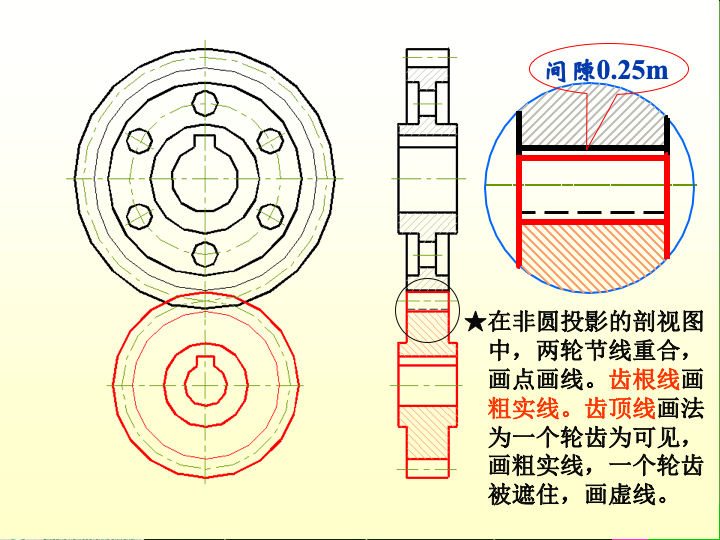 间隙0.25m
★在非圆投影的剖视图
中，两轮节线重合，
画点画线。齿根线画
粗实线。齿顶线画法
为一个轮齿为可见，
画粗实线，一个轮齿
被遮住，画虚线。